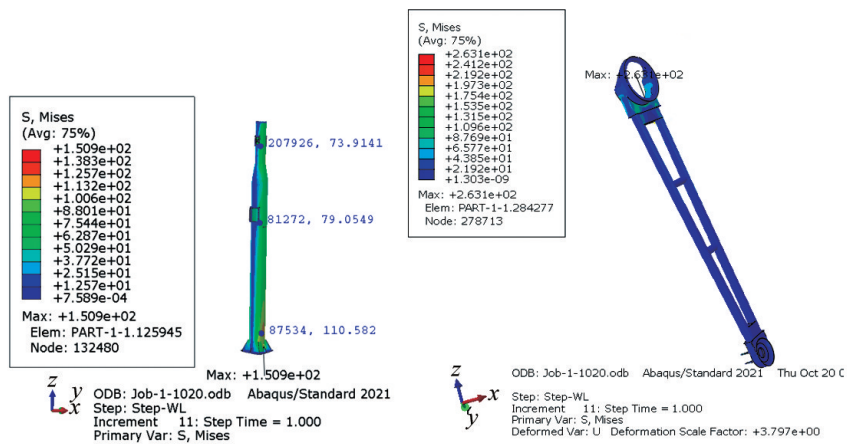 S, Mises
(Avg: 75%)
+1.509e+02
+1.383e+02
+1.257e+02
+1.132e+02
+1.006e+02
+8.801e+01
+7.544e+01
+6.287e+01
+5.029e+01
+3.772e+01
+2.515e+01
+1.257e+01
+7.589e-04
Max: +1.509e+02
Elem: PART-1-1.125945
Node: 132480
207926, 73.9141
81272, 79.0549
87534, 110.582
Max: +1.509e+02
z
y
x
ODB: Job-1-1020.odb Abaqus/Standard 2021
Step: Step-WL
Increment 11: Step Time = 1.000
Primary Var: S, Mises
S, Mises
(Avg: 75%)
+2.631e+02
+2.412e+02
+2.192e+02
+1.973e+02
+1.754e+02
+1.535e+02
+1.315e+02
+1.096e+02
+8.769e+01
+6.577e+01
+4.385e+01
+2.192e+01
+1.303e-09
Max: +2.631e+02
Elem: PART-1-1.284277
Node: 278713
Max: +2.631e+02
z
x
y
ODB: Job-1-1020.odb Abaqus/Standard 2021 Thu Oct 20 0
Step: Step-WL
Increment 11: Step Time = 1.000
Primary Var: S, Mises
Deformed Var: U Deformation Scale Factor: +3.797e+00